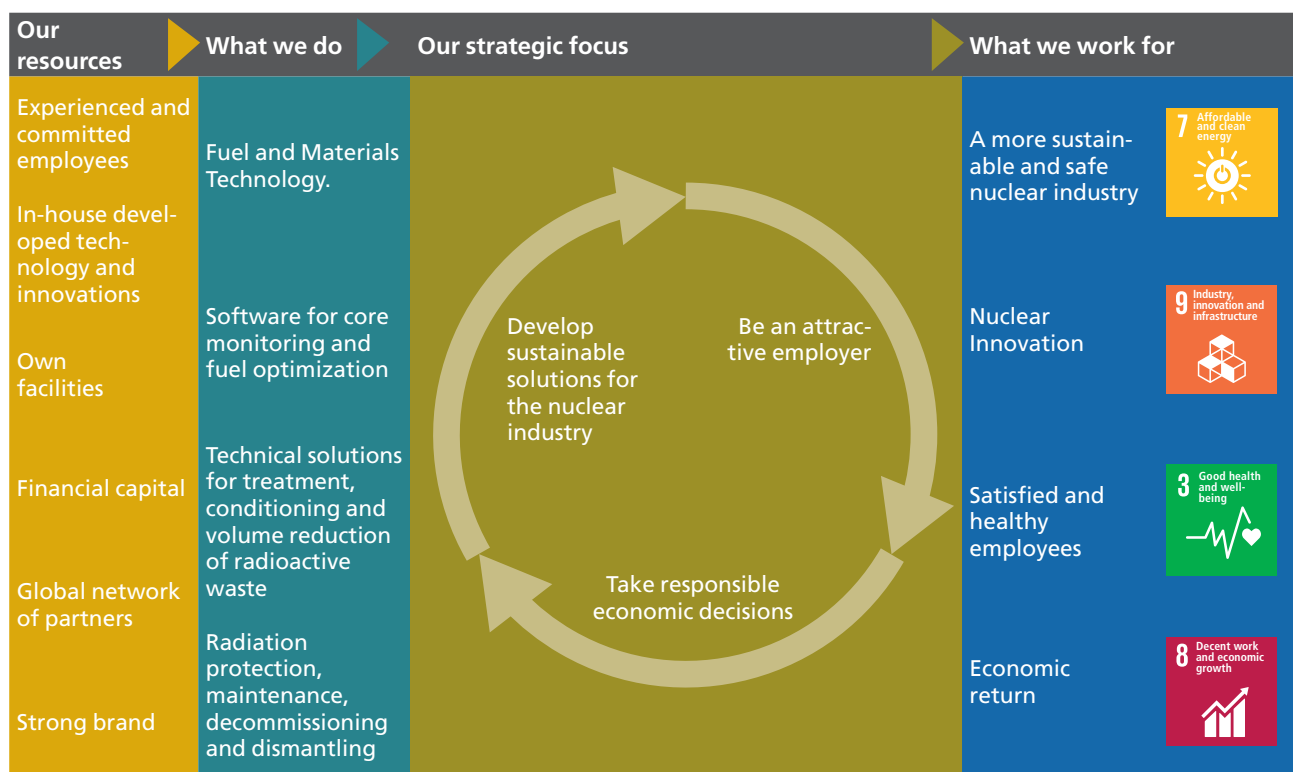 Our
resources
What we do
Our strategic focus
What we work for
Experienced and
committed
employees
In-house devel-
oped tech-
nology and
innovations
Own
facilities
Financial capital
Global network
of partners
Strong brand
Fuel and Materials
Technology.
Software for core
monitoring and
fuel optimization
Technical solutions
for treatment,
conditioning and
volume reduction
of radioactive
waste
Radiation
protection,
maintenance,
decommissioning
and dismantling
Develop
sustainable
solutions for
the nuclear
industry
Be an attrac-
tive employer
Take responsible
economic decisions
A more sustain-
able and safe
nuclear industry
7 Affordable
and clean
energy
Nuclear
Innovation
9 Industry,
innovation and
infrastructure
Satisfied and
healthy
employees
3 Good health
and well-
being
Economic
return
8 Decent work
and economic
growth